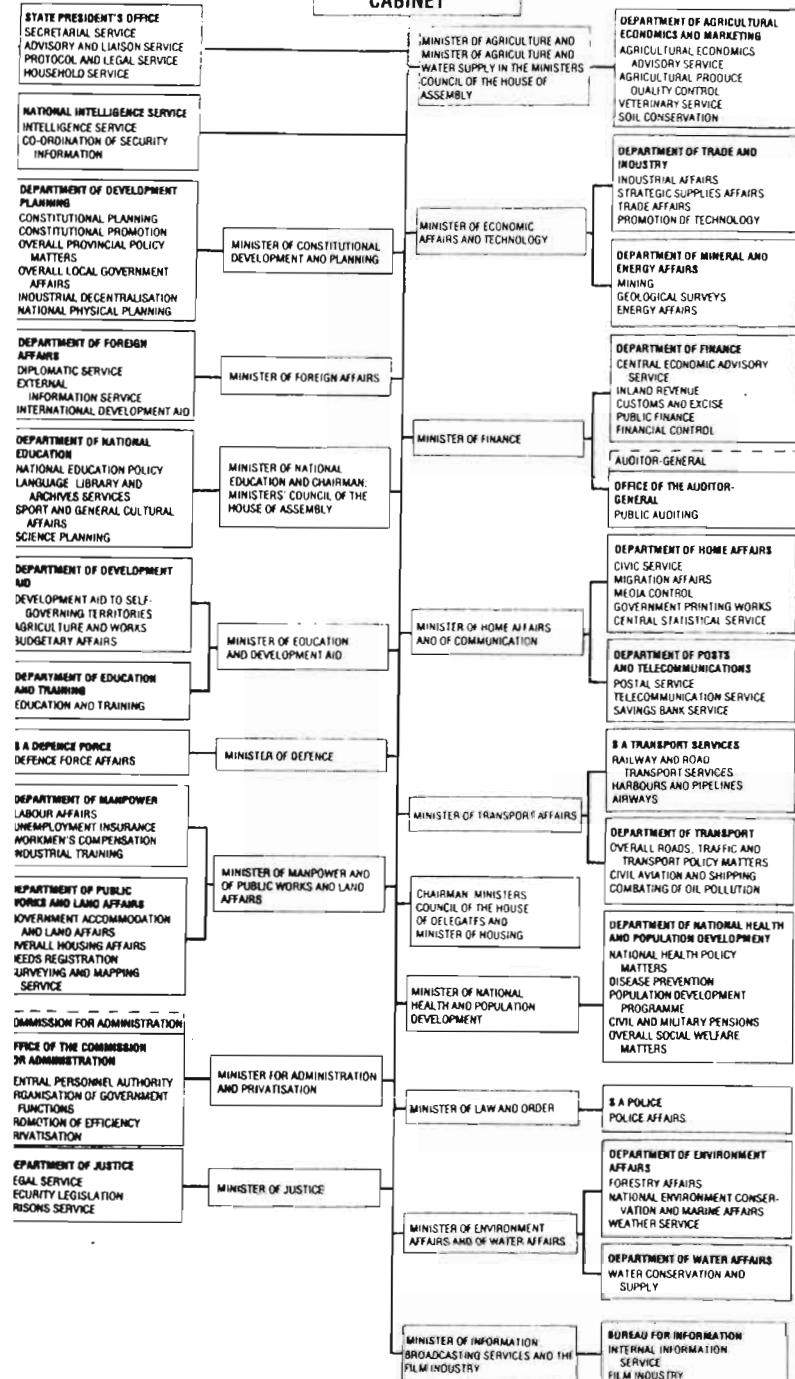 CABINET
STATE PRESIDENT'S OFFICE
SECRETARIAL SERVICE
ADVISORY AND LIAISON SERVICE
PROTOCOL AND LEGAL SERVICE
HOUSEHOLD SERVICE
NATIONAL INTELLIGENCE SERVICE
INTELLIGENCE SERVICE
CO-ORDINATION OF SECURITY
INFORMATION
DEPARTMENT OF DEVELOPMENT
PLANNING
CONSTITUTIONAL PLANNING
CONSTITUTIONAL PROMOTION
OVERALL PROVINCIAL POLICY
MATTERS
OVERALL LOCAL GOVERNMENT
AFFAIRS
INDUSTRIAL DECENTRALISATION
NATIONAL PHYSICAL PLANNING
MINISTER OF CONSTITUTIONAL
DEVELOPMENT AND PLANNING
DEPARTMENT OF FOREIGN
AFFAIRS
DIPLOMATIC SERVICE
EXTERNAL
INFORMATION SERVICE
INTERNATIONAL DEVELOPMENT AID
MINISTER OF FOREIGN AFFAIRS
DEPARTMENT OF NATIONAL
EDUCATION
NATIONAL EDUCATION POLICY
LANGUAGE LIBRARY AND
ARCHIVES SERVICES
SPORT AND GENERAL CULTURAL
AFFAIRS
SCIENCE PLANNING
MINISTER OF NATIONAL
EDUCATION AND CHAIRMAN:
MINISTERS' COUNCIL OF THE
HOUSE OF ASSEMBLY
DEPARTMENT OF DEVELOPMENT
AID
DEVELOPMENT AID TO SELF-
GOVERNING TERRITORIES
AGRICULTURE AND WORKS
BUDGETARY AFFAIRS
DEPARTMENT OF EDUCATION
AND TRAINING
EDUCATION AND TRAINING
MINISTER OF EDUCATION
AND DEVELOPMENT AID
S A DEFENCE FORCE
DEFENCE FORCE AFFAIRS
MINISTER OF DEFENCE
DEPARTMENT OF MANPOWER
LABOUR AFFAIRS
UNEMPLOYMENT INSURANCE
WORKMEN'S COMPENSATION
INDUSTRIAL TRAINING
EPARTMENT OF PUBLIC
ORKS AND LAND AFFAIRS
OVERNMENT ACCOMMODATION
AND LAND AFFAIRS
VERALL HOUSING AFFAIRS
EEDS REGISTRATION
URVEYING AND MAPPING
SERVICE
MINISTER OF MANPOWER AND
OF PUBLIC WORKS AND LAND
AFFAIRS
OMMISSION FOR ADMINISTRATION
FFICE OF THE COMMISSION
OR ADMINISTRATION
ENTRAL PERSONNEL AUTHORITY
RGANISATION OF GOVERNMENT
FUNCTIONS
ROMOTION OF EFFICIENCY
RIVATISATION
MINISTER FOR ADMINISTRATION
AND PRIVATISATION
EPARTMENT OF JUSTICE
EGAL SERVICE
ECURITY LEGISLATION
RISONS SERVICE
MINISTER OF JUSTICE
MINISTER OF AGRICULTURE AND
MINISTER OF AGRICULTURE AND
WATER SUPPLY IN THE MINISTERS
COUNCIL OF THE HOUSE OF
ASSEMBLY
DEPARTMENT OF AGRICULTURAL
ECONOMICS AND MARKETING
AGRICULTURAL ECONOMICS
ADVISORY SERVICE
AGRICULTURAL PRODUCE
QUALITY CONTROL
VETERINARY SERVICE
SOIL CONSERVATION
MINISTER OF ECONOMIC
AFFAIRS AND TECHNOLOGY
DEPARTMENT OF TRADE AND
INDUSTRY
INDUSTRIAL AFFAIRS
STRATEGIC SUPPLIES AFFAIRS
TRADE AFFAIRS
PROMOTION OF TECHNOLOGY
DEPARTMENT OF MINERAL AND
ENERGY AFFAIRS
MINING
GEOLOGICAL SURVEYS
ENERGY AFFAIRS
MINISTER OF FINANCE
DEPARTMENT OF FINANCE
CENTRAL ECONOMIC ADVISORY
SERVICE
INLAND REVENUE
CUSTOMS AND EXCISE
PUBLIC FINANCE
FINANCIAL CONTROL
AUDITOR-GENERAL
OFFICE OF THE AUDITOR-
GENERAL
PUBLIC AUDITING
MINISTER OF HOME AFFAIRS
AND OF COMMUNICATION
DEPARTMENT OF HOME AFFAIRS
CIVIC SERVICE
MIGRATION AFFAIRS
MEDIA CONTROL
GOVERNMENT PRINTING WORKS
CENTRAL STATISTICAL SERVICE
DEPARTMENT OF POSTS
AND TELECOMMUNICATIONS
POSTAL SERVICE
TELECOMMUNICATION SERVICE
SAVINGS BANK SERVICE
MINISTER OF TRANSPORT AFFAIRS
S A TRANSPORT SERVICES
RAILWAY AND ROAD
TRANSPORT SERVICES
HARBOURS AND PIPELINES
AIRWAYS
DEPARTMENT OF TRANSPORT
OVERALL ROADS, TRAFFIC AND
TRANSPORT POLICY MATTERS
CIVIL AVIATION AND SHIPPING
COMBATING OF OIL POLLUTION
CHAIRMAN MINISTERS
COUNCIL OF THE HOUSE
OF DELEGATES AND
MINISTER OF HOUSING
MINISTER OF NATIONAL
HEALTH AND POPULATION
DEVELOPMENT
DEPARTMENT OF NATIONAL HEALTH
AND POPULATION DEVELOPMENT
NATIONAL HEALTH POLICY
MATTERS
DISEASE PREVENTION
POPULATION DEVELOPMENT
PROGRAMME
CIVIL AND MILITARY PENSIONS
OVERALL SOCIAL WELFARE
MATTERS
MINISTER OF LAW AND ORDER
S A POLICE
POLICE AFFAIRS
MINISTER OF ENVIRONMENT
AFFAIRS AND OF WATER AFFAIRS
DEPARTMENT OF ENVIRONMENT
AFFAIRS
FORESTRY AFFAIRS
NATIONAL ENVIRONMENT CONSER-
VATION AND MARINE AFFAIRS
WEATHER SERVICE
DEPARTMENT OF WATER AFFAIRS
WATER CONSERVATION AND
SUPPLY
MINISTER OF INFORMATION
BROADCASTING SERVICES AND THE
FILM INDUSTRY
BUREAU FOR INFORMATION
INTERNAL INFORMATION
SERVICE
FILM INDUSTRY